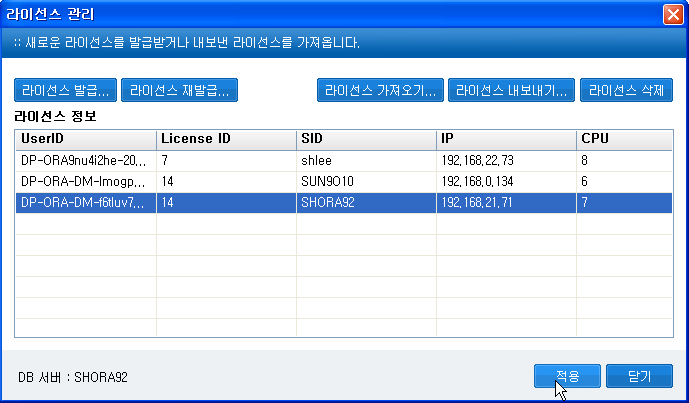 라이선스 관리
:: 새로운 라이선스를 발급받거나 내보낸 라이선스를 가져옵니다.
라이선스 발급... 라이선스 재발급... 라이선스 가져오기... 라이선스 내보내기... 라이선스 삭제
라이선스 정보
UserID License ID SID IP CPU
DP-ORA9nu4i2he-20... 7 shlee 192.168.22.73 8
DP-ORA-DM-lmogp... 14 SUN9O10 192.168.0.134 6
DP-ORA-DM-f6tluv7... 14 SHORA92 192.168.21.71 7
DB 서버 : SHORA92 적용 닫기